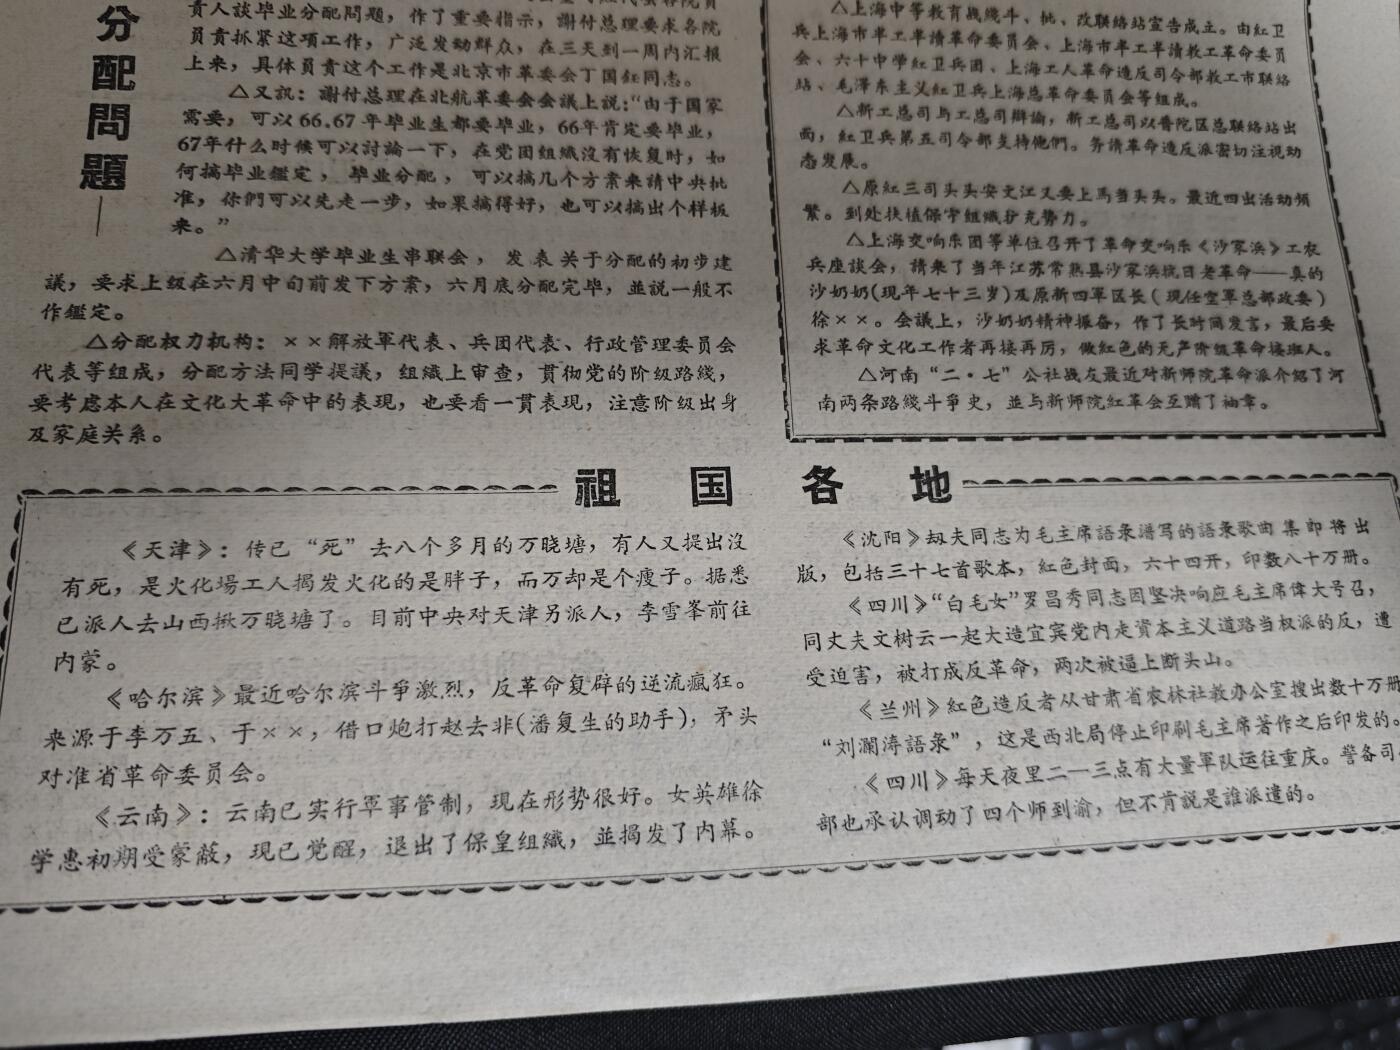 分配問題——
責人談毕业分配問題，作了重要指示，謝付总理要求各院
員責抓紧这項工作，广泛发动群众，在三天到一周内汇报
上来，具体員責这个工作是北京市革委会丁国鈺同志。
△又訊：謝付总理在北航革委会会議上說：“由于国家
需要，可以66.67年毕业生都要毕业，66年肯定要毕业，
67年什么时候可以討論一下，在党团組織沒有恢复时，如
何搞毕业鑑定，毕业分配，可以搞几个方案来請中央批
准，你們可以先走一步，如果搞得好，也可以搞出个样板
来。”
△清华大学毕业生串联会，发表关于分配的初步建
議，要求上级在六月中旬前发下方案，六月底分配完毕，並説一般不
作鑑定。
△分配权力机构：××解放軍代表、兵团代表、行政管理委員会
代表等組成，分配方法同学提議，組織上审查，貫彻党的阶級路綫，
要考虑本人在文化大革命中的表現，也要看一貫表現，注意阶級出身
及家庭关系。
△上海中等教育战綫斗、批、改联絡站宣告成立。由紅卫
兵上海市半工半請革命委員会、上海市半工半請教工革命委員
会、六十中学紅卫兵团、上海工人革命造反司令部教工市联絡
站、毛澤东主义紅卫兵上海总革命委員会等組成。
△新工总司与工总司辯論，新工总司以普陀区总联絡站出
面，紅卫兵第五司令部支持他們。务請革命造反派密切注視动
态发展。
△原紅三司头头安文江又要上馬当头头。最近四出活动頻
繁。到处扶植保守組織扩充势力。
△上海交响乐团等单位召开了革命交响乐《沙家浜》工农
兵座談会，請来了当年江苏常熟县沙家浜抗日老革命——真的
沙奶奶(現年七十三岁)及原新四軍区长(現任空軍总部政委)
徐××。会議上，沙奶奶精神振奋，作了长时間发言，最后要
求革命文化工作者再接再厉，做紅色的无产阶級革命接班人。
△河南“二·七”公社战友最近对新师院革命派介紹了河
南两条路綫斗爭史，並与新师院紅革会互贈了袖章。
祖国各地
《天津》：传已“死”去八个多月的万晓塘，有人又提出沒
有死，是火化場工人揭发火化的是胖子，而万却是个瘦子。据悉
已派人去山西揪万晓塘了。目前中央对天津另派人，李雪峯前往
内蒙。
《哈尔滨》最近哈尔滨斗爭激烈，反革命复辟的逆流瘋狂。
来源于李万五、于××，借口炮打赵去非(潘复生的助手)，矛头
对准省革命委員会。
《云南》：云南已实行軍事管制，現在形势很好。女英雄徐
学惠初期受蒙蔽，現已觉醒，退出了保皇組織，並揭发了内幕。
《沈阳》刼夫同志为毛主席語彔譜写的語彔歌曲集即将出
版，包括三十七首歌本，紅色封面，六十四开，印数八十万册。
《四川》“白毛女”罗昌秀同志因坚决响应毛主席偉大号召，
同丈夫文树云一起大造宜宾党内走資本主义道路当权派的反，遭
受迫害，被打成反革命，两次被逼上断头山。
《兰州》紅色造反者从甘肃省农林社教办公室搜出数十万册
“刘瀾涛語彔”，这是西北局停止印刷毛主席著作之后印发的。
《四川》每天夜里二—三点有大量軍队运往重庆。警备司
部也承认调动了四个师到渝，但不肯説是誰派遣的。